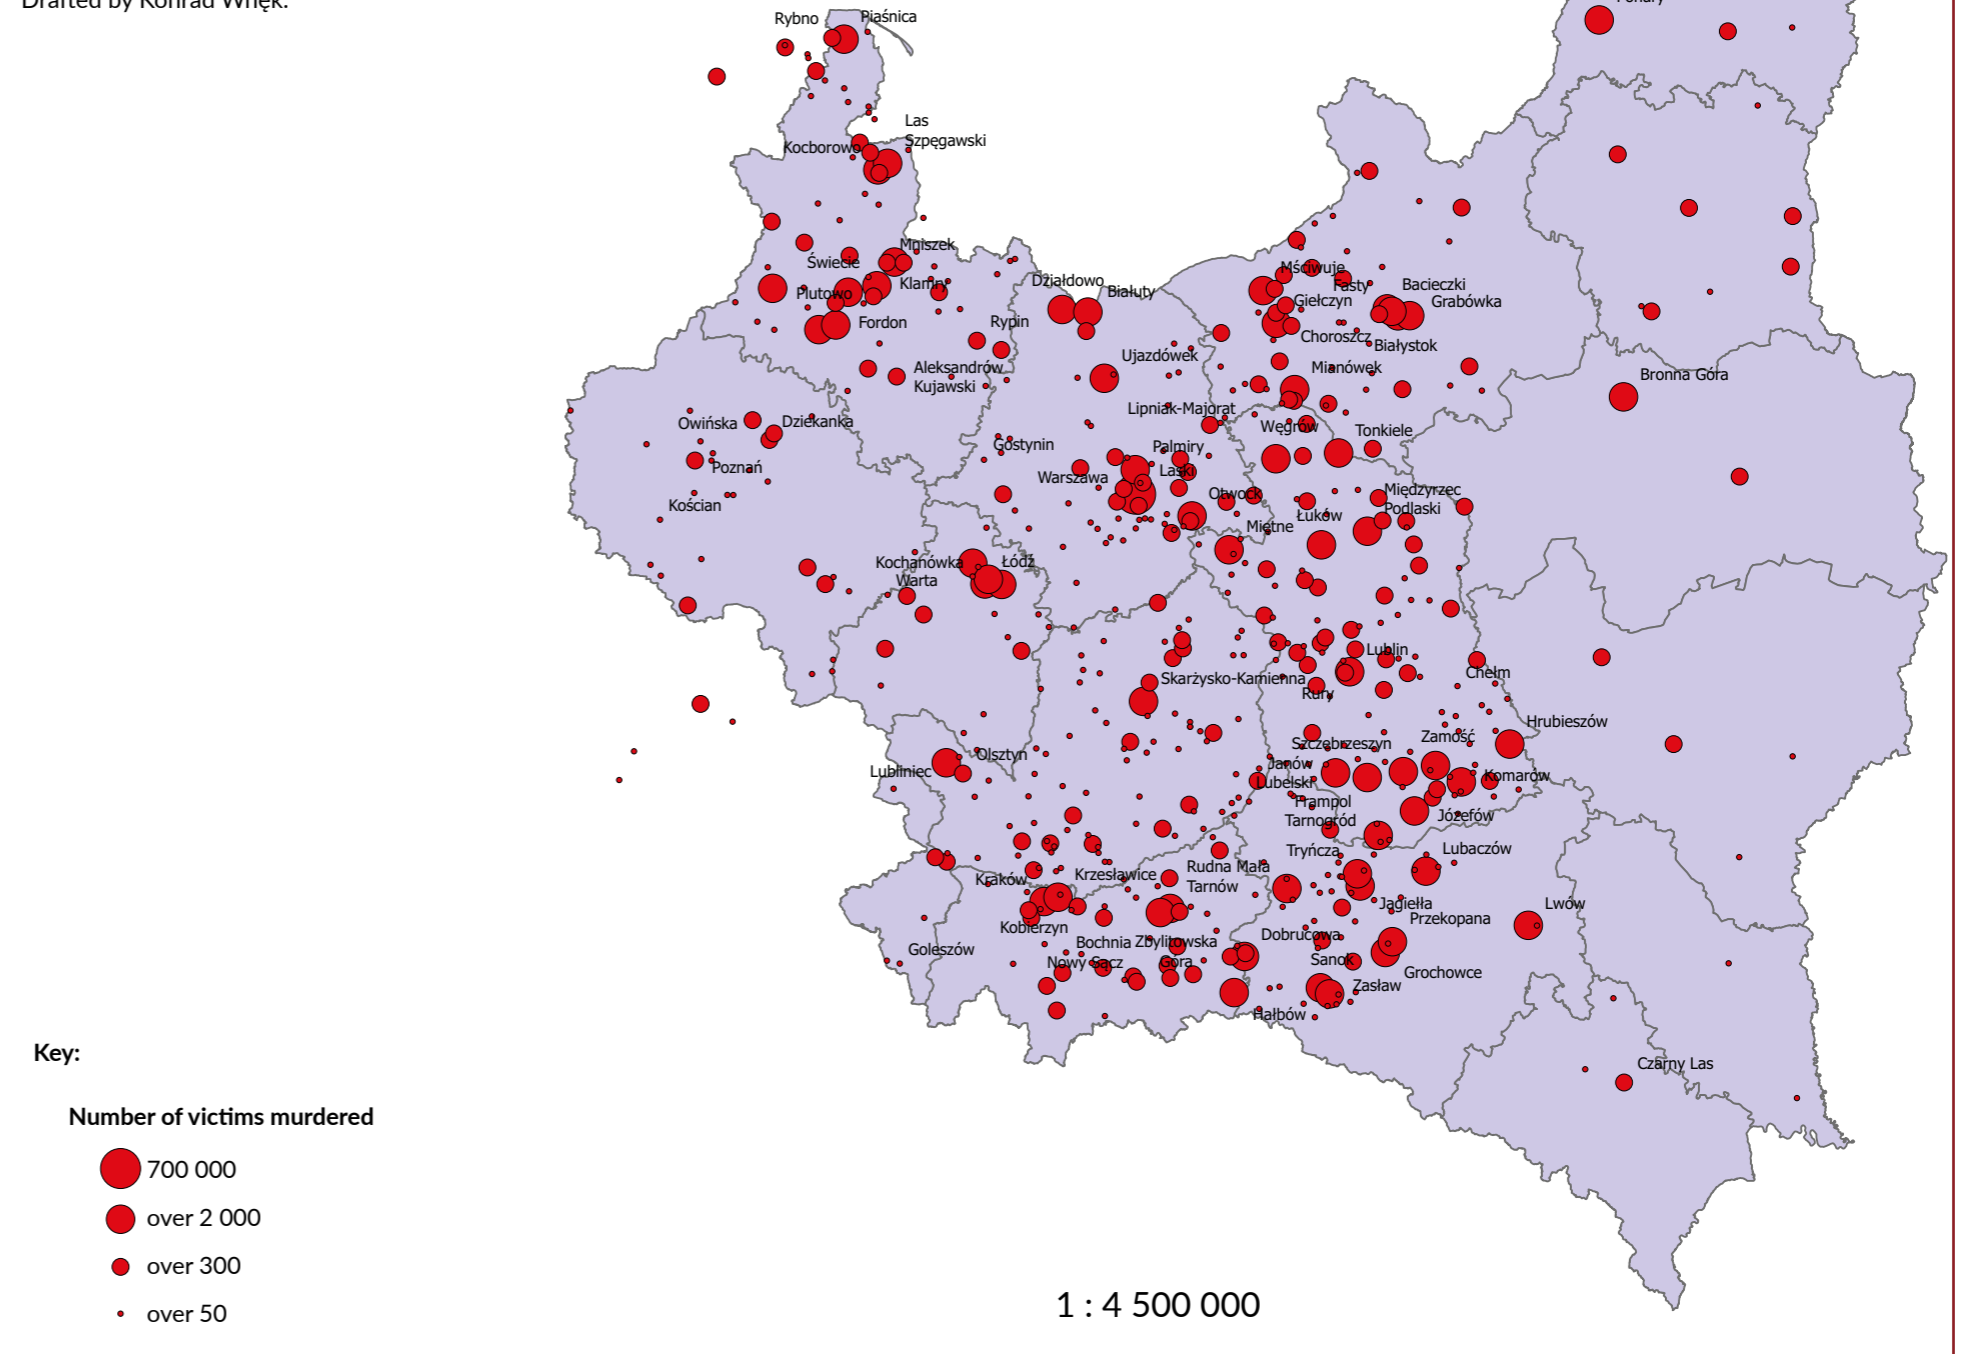 Drafted by Konrad Wnęk.
Ponary
Rybno
Piaśnica
Las
Szpęgawski
Kocborowo
Mniszek
Świecie
Klamry
Plutowo
Fordon
Rypin
Aleksandrów
Kujawski
Działdowo
Białuty
Mściwuje
Fasty
Bacieczki
Giełczyn
Grabówka
Choroszcz
Białystok
Ujazdówek
Mianówek
Bronna Góra
Lipniak-Majorat
Owińska
Dziekanka
Węgrów
Tonkiele
Gostynin
Palmiry
Poznań
Warszawa
Laski
Otwock
Międzyrzec
Podlaski
Kościan
Łuków
Miętne
Kochanówka
Łódź
Warta
Lublin
Skarżysko-Kamienna
Chełm
Rury
Hrubieszów
Szczebrzeszyn
Zamość
Olsztyn
Lubliniec
Janów
Lubelski
Komarów
Frampol
Tarnogród
Józefów
Tryńcza
Lubaczów
Kraków
Krzesławice
Rudna Mała
Tarnów
Jagiełła
Przekopana
Lwów
Kobierzyn
Goleszów
Bochnia
Zbylitowska
Góra
Dobrucowa
Nowy Sącz
Sanok
Grochowce
Zasław
Hałbów
Czarny Las
Key:
Number of victims murdered
700 000
over 2 000
over 300
over 50
1 : 4 500 000